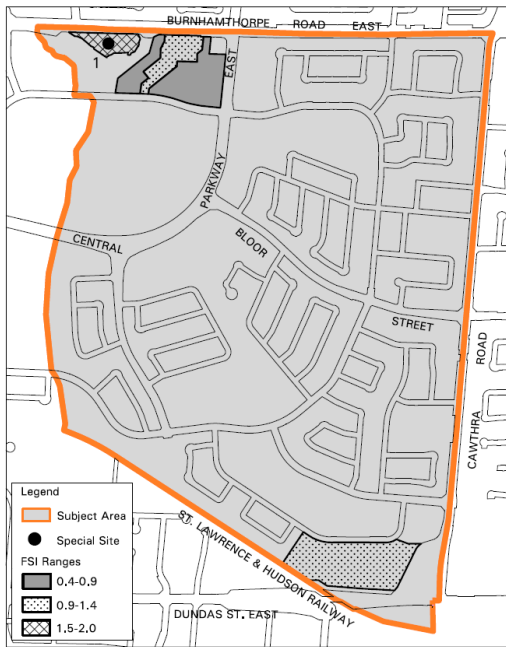 BURNHAMTHORPE ROAD EAST
1
EAST
PARKWAY
CENTRAL
BLOOR
STREET
ROAD
CAWTHRA
Legend
Subject Area
Special Site
FSI Ranges
0.4-0.9
0.9-1.4
1.5-2.0
ST. LAWRENCE & HUDSON RAILWAY
DUNDAS ST. EAST